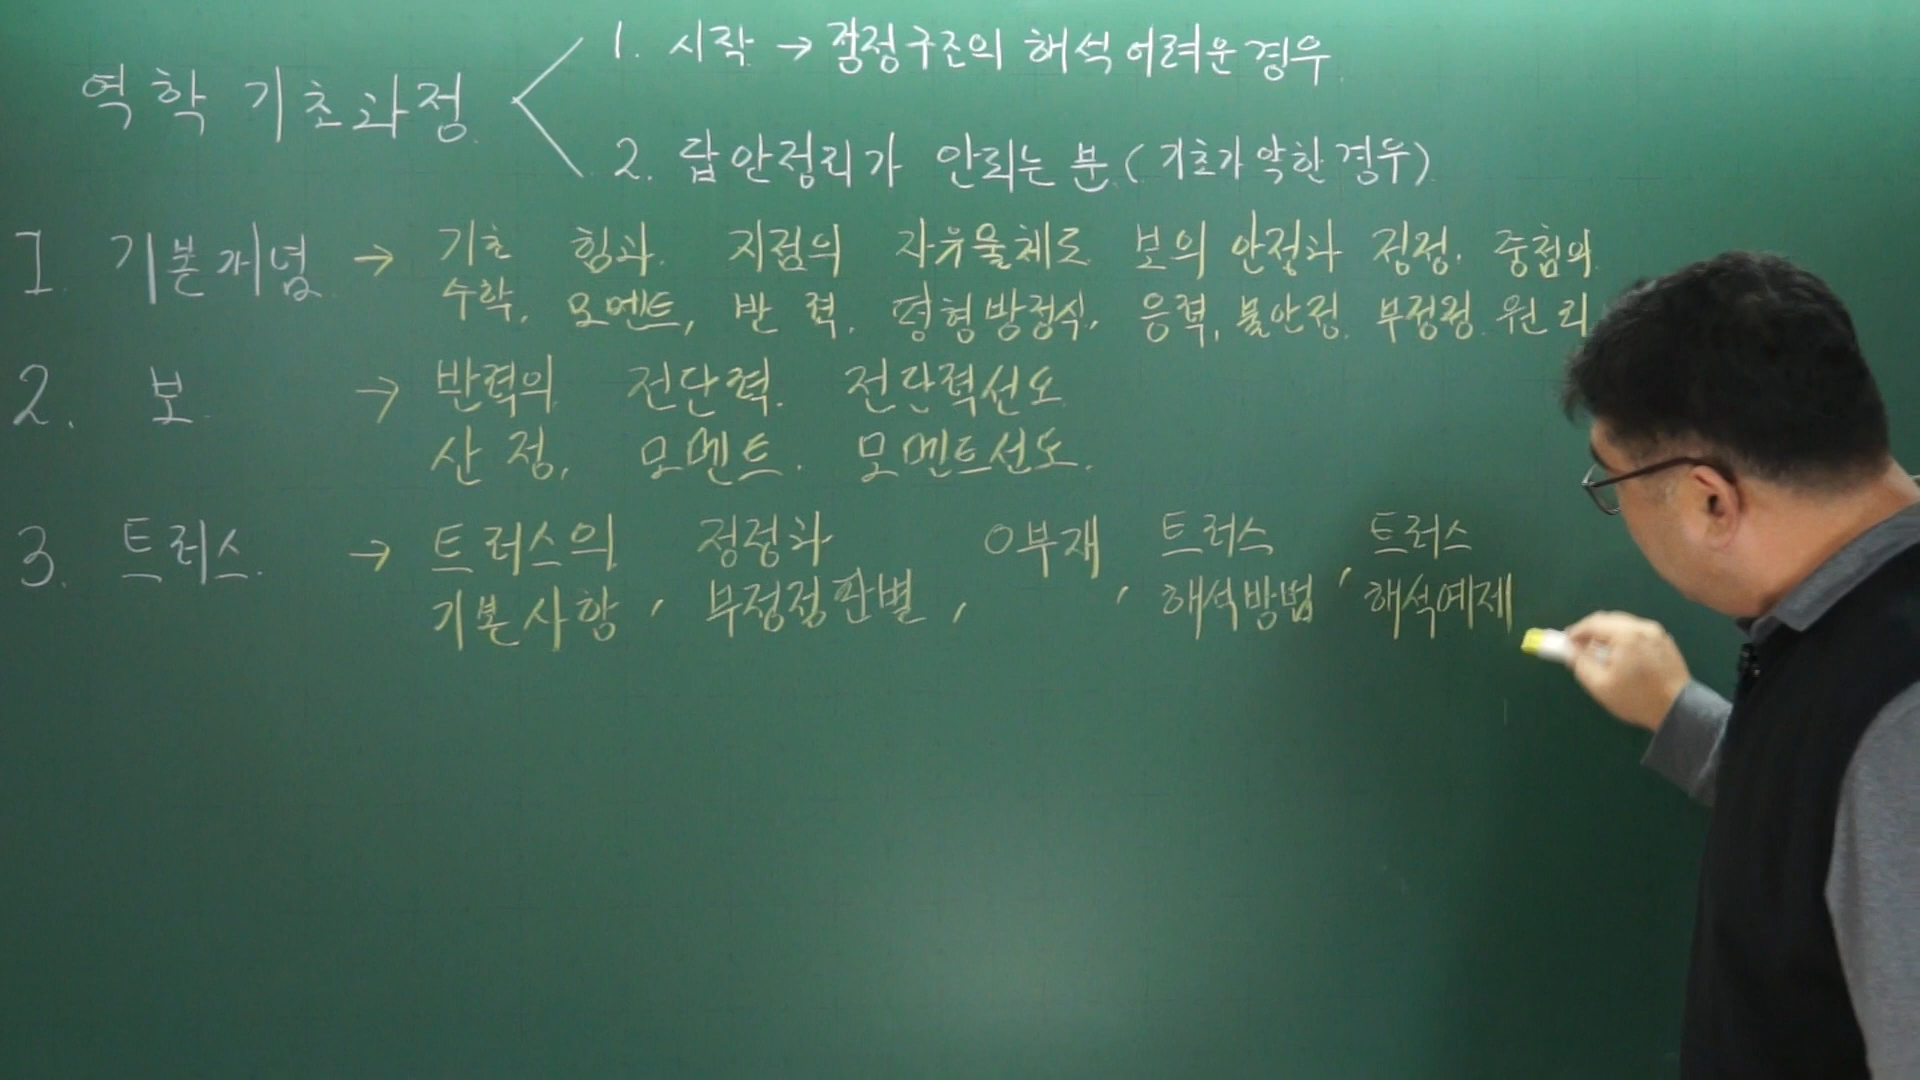 역학 기초과정
1. 시작 → 정정구조의 해석 어려운 경우.
2. 답안정리가 안되는 분.(기초가 약한경우)
1. 기본개념 → 기초 힘과. 지점의 자유물체도 보의 안정과 정정. 중첩의
수학, 모멘트, 반력. 평형방정식, 응력, 불안정. 부정정. 원리
2. 보 → 반력의 전단력. 전단력선도
산정, 모멘트. 모멘트선도.
3. 트러스. → 트러스의 정정과 0부재, 트러스 트러스
기본사항, 부정정판별, 해석방법, 해석예제